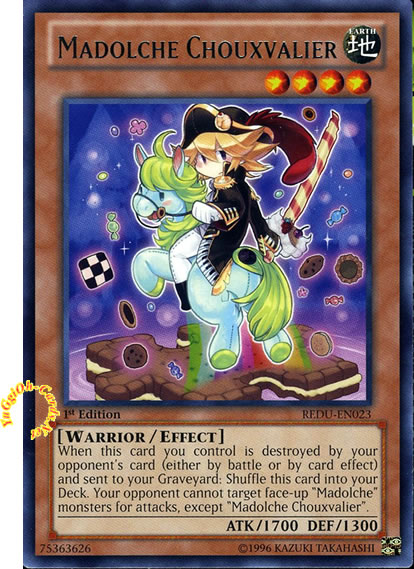 MADOLCHE CHOUXVALIER
EARTH
地
1st Edition
REDU-EN023
[WARRIOR / EFFECT]
When this card you control is destroyed by your
opponent's card (either by battle or by card effect)
and sent to your Graveyard: Shuffle this card into your
Deck. Your opponent cannot target face-up "Madolche"
monsters for attacks, except "Madolche Chouxvalier".
ATK/1700 DEF/1300
75363626
©1996 KAZUKI TAKAHASHI
YuGgiOh-Cards.Net